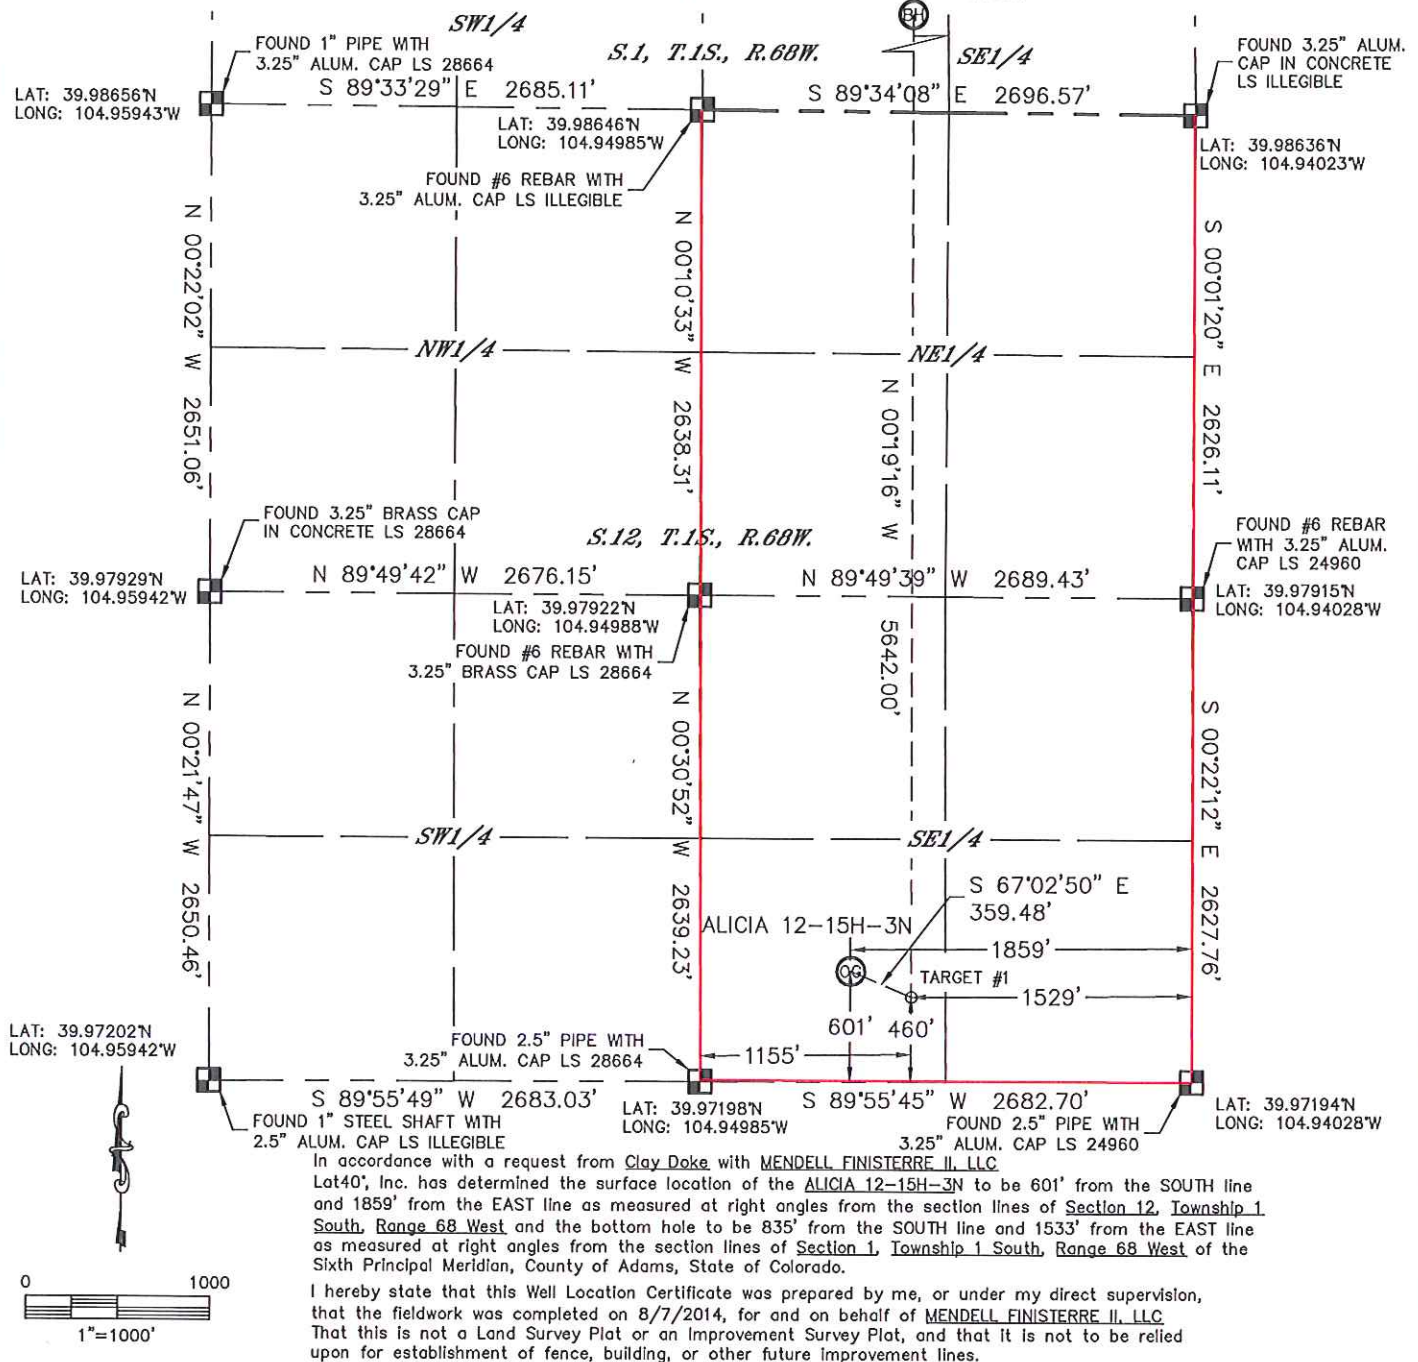 SW1/4
BH
FOUND 1" PIPE WITH
3.25" ALUM. CAP LS 28664
S.1, T.1S., R.68W.
SE1/4
FOUND 3.25" ALUM.
CAP IN CONCRETE
LS ILLEGIBLE
LAT: 39.98656°N
LONG: 104.95943°W
S 89°33'29" E 2685.11'
S 89°34'08" E 2696.57'
LAT: 39.98646°N
LONG: 104.94985°W
LAT: 39.98636°N
LONG: 104.94023°W
FOUND #6 REBAR WITH
3.25" ALUM. CAP LS ILLEGIBLE
N 00°22'02" W 2651.06'
N 00°10'33" W 2638.31'
S 00°01'20" E 2626.11'
NW1/4
NE1/4
N 00°19'16" W 5642.00'
FOUND 3.25" BRASS CAP
IN CONCRETE LS 28664
S.12, T.1S., R.68W.
FOUND #6 REBAR
WITH 3.25" ALUM.
CAP LS 24960
LAT: 39.97929°N
LONG: 104.95942°W
N 89°49'42" W 2676.15'
N 89°49'39" W 2689.43'
LAT: 39.97922°N
LONG: 104.94988°W
LAT: 39.97915°N
LONG: 104.94028°W
FOUND #6 REBAR WITH
3.25" BRASS CAP LS 28664
N 00°21'47" W 2650.46'
N 00°30'52" W 2639.23'
S 00°22'12" E 2627.76'
SW1/4
SE1/4
S 67°02'50" E
359.48'
ALICIA 12-15H-3N
1859'
OG
TARGET #1
1529'
601' 460'
1155'
LAT: 39.97202°N
LONG: 104.95942°W
FOUND 2.5" PIPE WITH
3.25" ALUM. CAP LS 28664
S 89°55'49" W 2683.03'
S 89°55'45" W 2682.70'
FOUND 1" STEEL SHAFT WITH
2.5" ALUM. CAP LS ILLEGIBLE
LAT: 39.97198°N
LONG: 104.94985°W
FOUND 2.5" PIPE WITH
3.25" ALUM. CAP LS 24960
LAT: 39.97194°N
LONG: 104.94028°W
In accordance with a request from Clay Doke with MENDELL FINISTERRE II, LLC
Lat40°, Inc. has determined the surface location of the ALICIA 12-15H-3N to be 601' from the SOUTH line
and 1859' from the EAST line as measured at right angles from the section lines of Section 12, Township 1
South, Range 68 West and the bottom hole to be 835' from the SOUTH line and 1533' from the EAST line
as measured at right angles from the section lines of Section 1, Township 1 South, Range 68 West of the
Sixth Principal Meridian, County of Adams, State of Colorado.
0 1000
1"=1000'
I hereby state that this Well Location Certificate was prepared by me, or under my direct supervision,
that the fieldwork was completed on 8/7/2014, for and on behalf of MENDELL FINISTERRE II, LLC
That this is not a Land Survey Plat or an Improvement Survey Plat, and that it is not to be relied
upon for establishment of fence, building, or other future improvement lines.